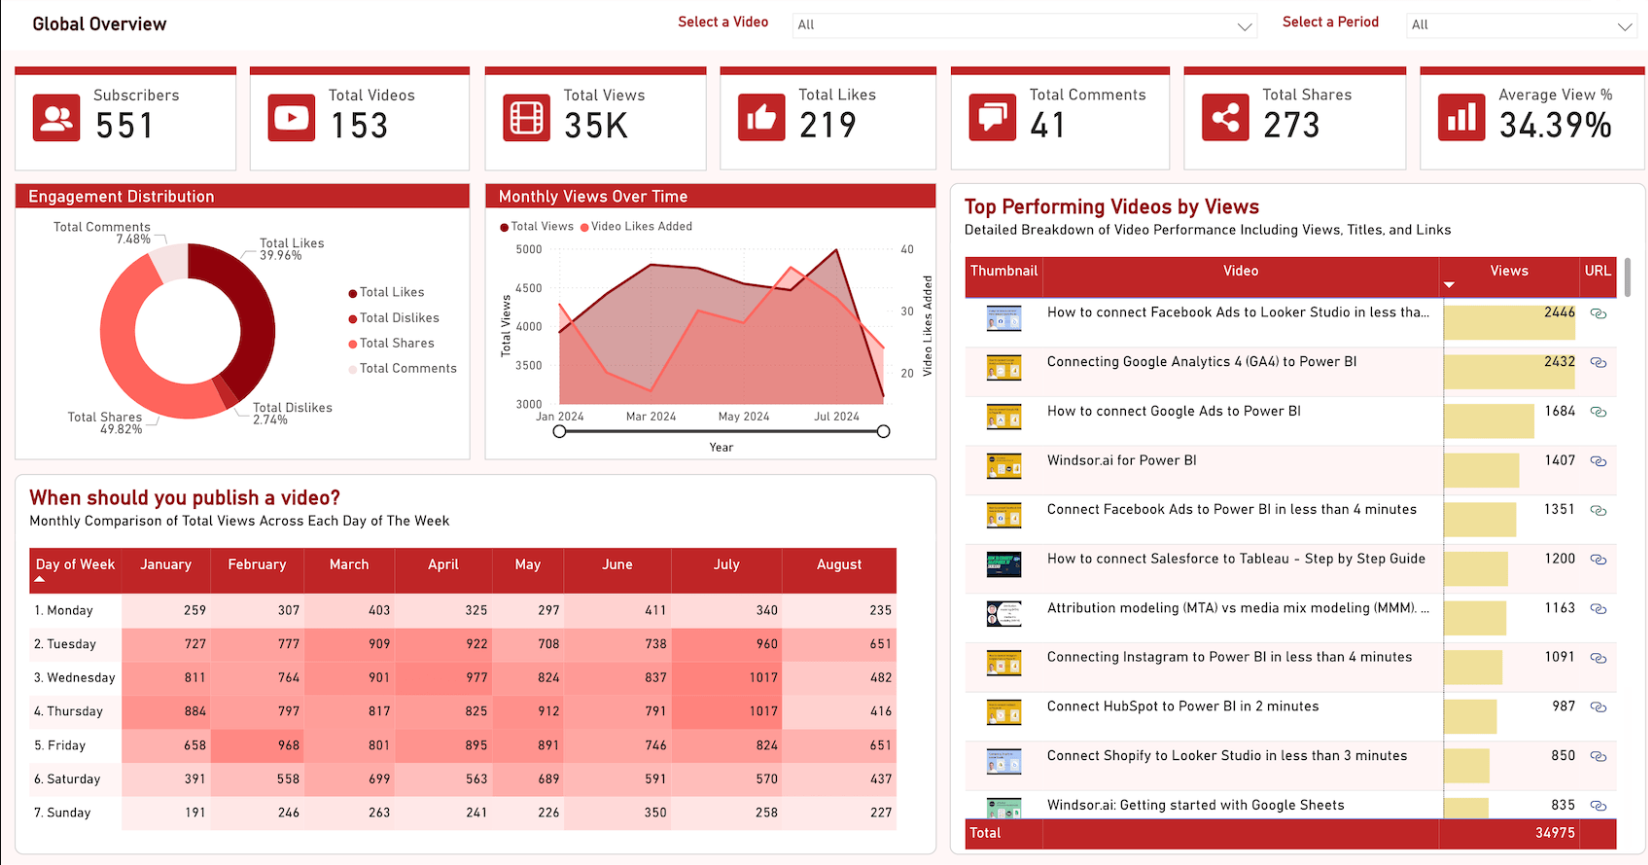 Global Overview
Select a Video
All
Select a Period
All
Subscribers
551
Total Videos
153
Total Views
35K
Total Likes
219
Total Comments
41
Total Shares
273
Average View %
34.39%
Engagement Distribution
Total Comments
7.48%
Total Likes
39.96%
Total Shares
49.82%
Total Dislikes
2.74%
Total Likes
Total Dislikes
Total Shares
Total Comments
Monthly Views Over Time
Total Views Video Likes Added
Total Views
5000
4500
4000
3500
3000
40
30
20
Video Likes Added
Jan 2024 Mar 2024 May 2024 Jul 2024
Year
When should you publish a video?
Monthly Comparison of Total Views Across Each Day of The Week
Day of Week January February March April May June July August
1. Monday 259 307 403 325 297 411 340 235
2. Tuesday 727 777 909 922 708 738 960 651
3. Wednesday 811 764 901 977 824 837 1017 482
4. Thursday 884 797 817 825 912 791 1017 416
5. Friday 658 968 801 895 891 746 824 651
6. Saturday 391 558 699 563 689 591 570 437
7. Sunday 191 246 263 241 226 350 258 227
Top Performing Videos by Views
Detailed Breakdown of Video Performance Including Views, Titles, and Links
Thumbnail Video Views URL
How to connect Facebook Ads to Looker Studio in less tha... 2446
Connecting Google Analytics 4 (GA4) to Power BI 2432
How to connect Google Ads to Power BI 1684
Windsor.ai for Power BI 1407
Connect Facebook Ads to Power BI in less than 4 minutes 1351
How to connect Salesforce to Tableau - Step by Step Guide 1200
Attribution modeling (MTA) vs media mix modeling (MMM). ... 1163
Connecting Instagram to Power BI in less than 4 minutes 1091
Connect HubSpot to Power BI in 2 minutes 987
Connect Shopify to Looker Studio in less than 3 minutes 850
Windsor.ai: Getting started with Google Sheets 835
Total 34975